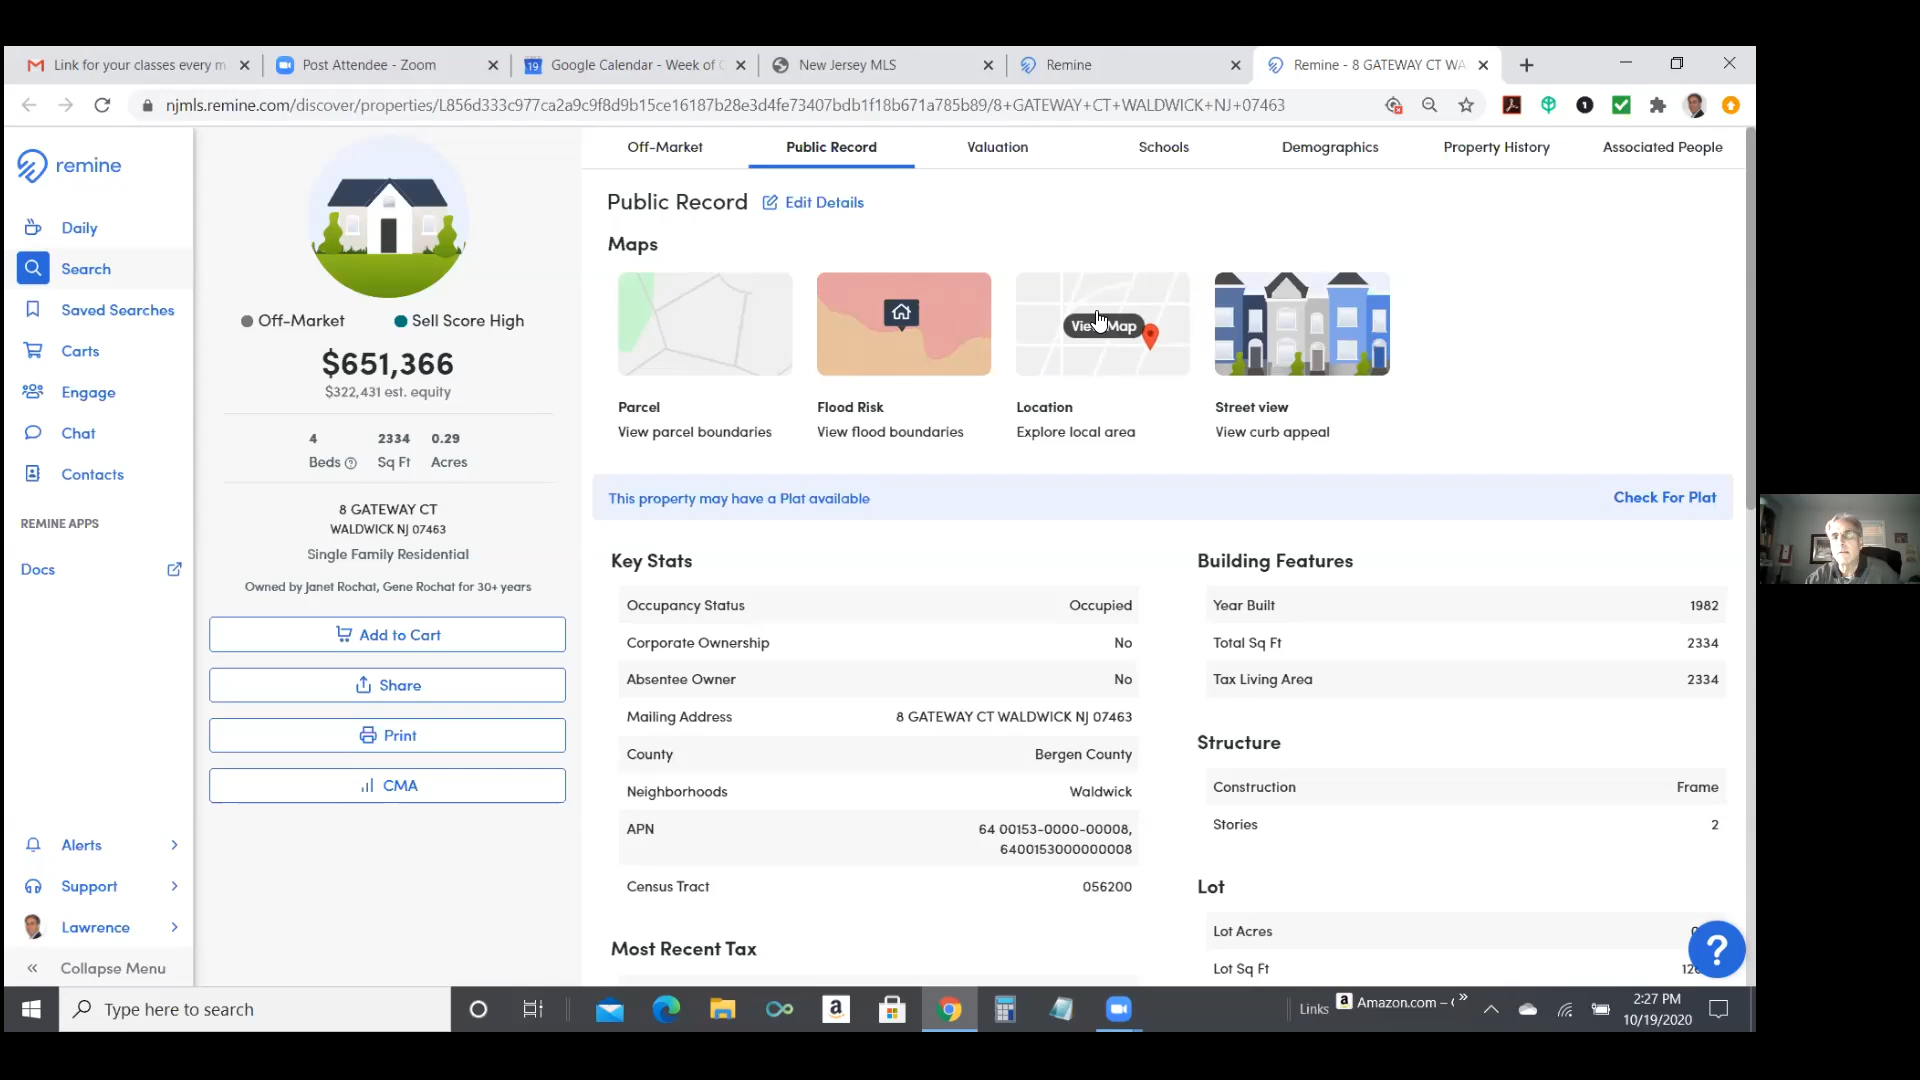 Link for your classes every m
Post Attendee - Zoom
19
Google Calendar - Week of
New Jersey MLS
Remine
Remine - 8 GATEWAY CT WA
njmls.remine.com/discover/properties/L856d333c977ca2a9c9f8d9b15ce16187b28e3d4fe73407bdb1f18b671a785b89/8+GATEWAY+CT+WALDWICK+NJ+07463
remine
Daily
Search
Saved Searches
Carts
Engage
Chat
Contacts
REMINE APPS
Docs
Alerts
Support
Lawrence
Collapse Menu
Off-Market
Sell Score High
$651,366
$322,431 est. equity
4 2334 0.29
Beds Sq Ft Acres
8 GATEWAY CT
WALDWICK NJ 07463
Single Family Residential
Owned by Janet Rochat, Gene Rochat for 30+ years
Add to Cart
Share
Print
CMA
Off-Market Public Record Valuation Schools Demographics Property History Associated People
Public Record Edit Details
Maps
View Map
Parcel
View parcel boundaries
Flood Risk
View flood boundaries
Location
Explore local area
Street view
View curb appeal
This property may have a Plat available
Check For Plat
Key Stats
Occupancy Status Occupied
Corporate Ownership No
Absentee Owner No
Mailing Address 8 GATEWAY CT WALDWICK NJ 07463
County Bergen County
Neighborhoods Waldwick
APN 64 00153-0000-00008,
6400153000000008
Census Tract 056200
Most Recent Tax
Building Features
Year Built 1982
Total Sq Ft 2334
Tax Living Area 2334
Structure
Construction Frame
Stories 2
Lot
Lot Acres
Lot Sq Ft
?
Type here to search
a
Links
a Amazon.com – 
2:27 PM
10/19/2020